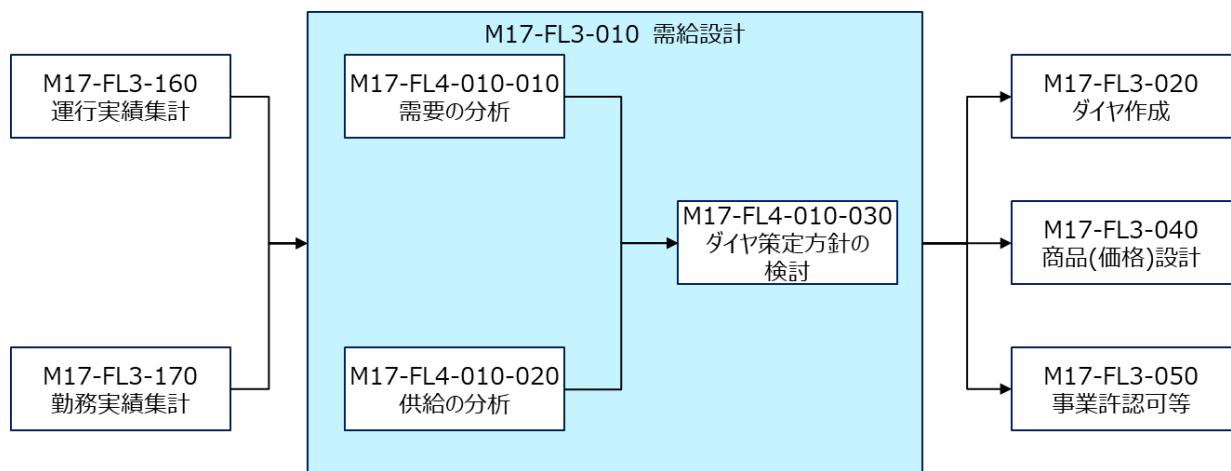 M17-FL3-010 需給設計
M17-FL3-160
運行実績集計
M17-FL3-170
勤務実績集計
M17-FL4-010-010
需要の分析
M17-FL4-010-020
供給の分析
M17-FL4-010-030
ダイヤ策定方針の
検討
M17-FL3-020
ダイヤ作成
M17-FL3-040
商品(価格)設計
M17-FL3-050
事業許認可等